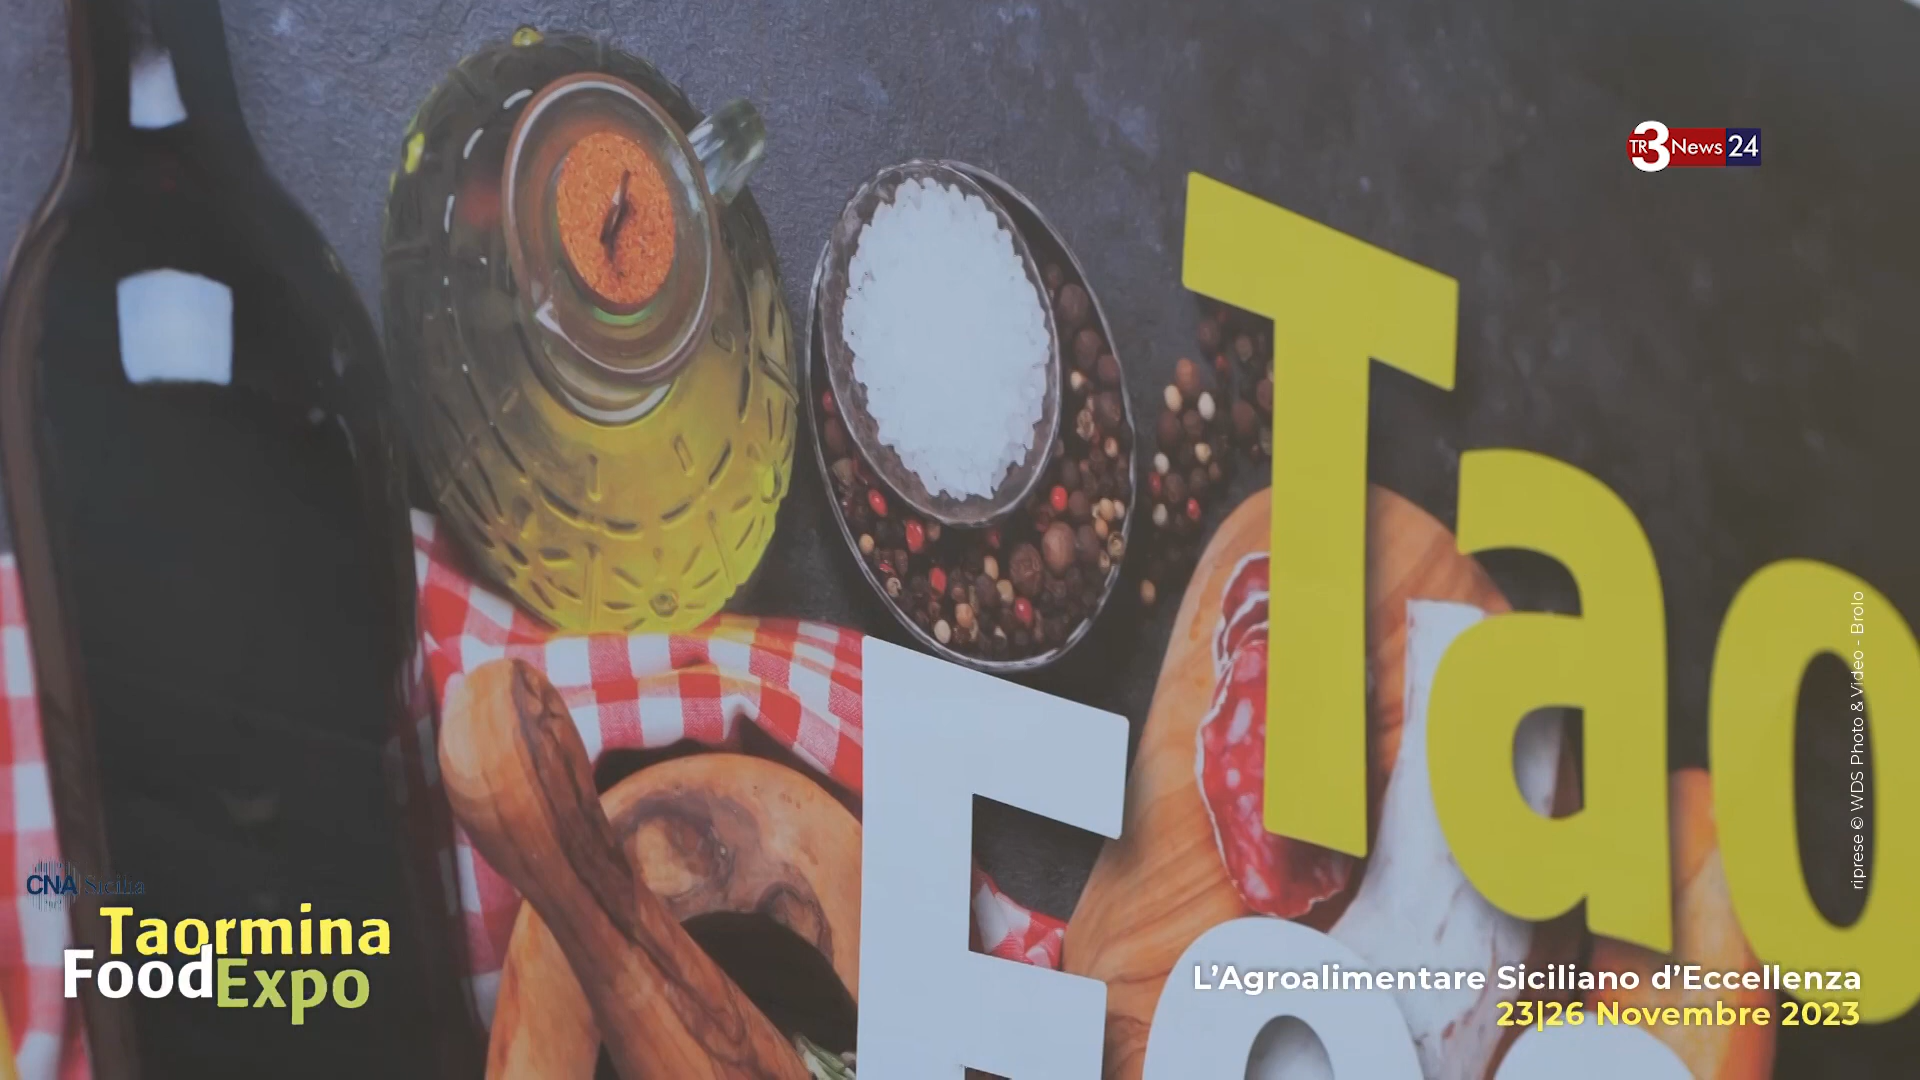 TR3 News 24
Tao
Fo
riprese © WDS Photo & Video - Brolo
CNA Sicilia
Taormina
FoodExpo
L'Agroalimentare Siciliano d'Eccellenza
23|26 Novembre 2023